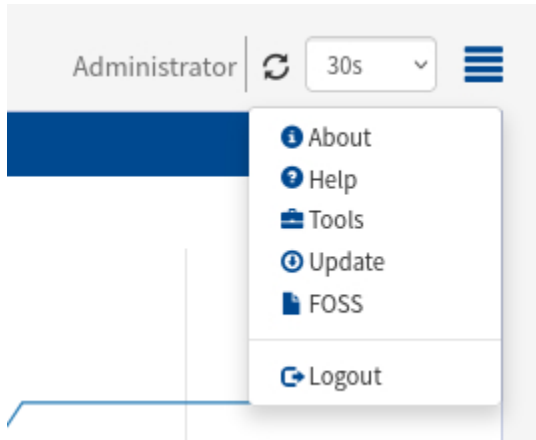 Administrator 30s
About
Help
Tools
Update
FOSS
Logout